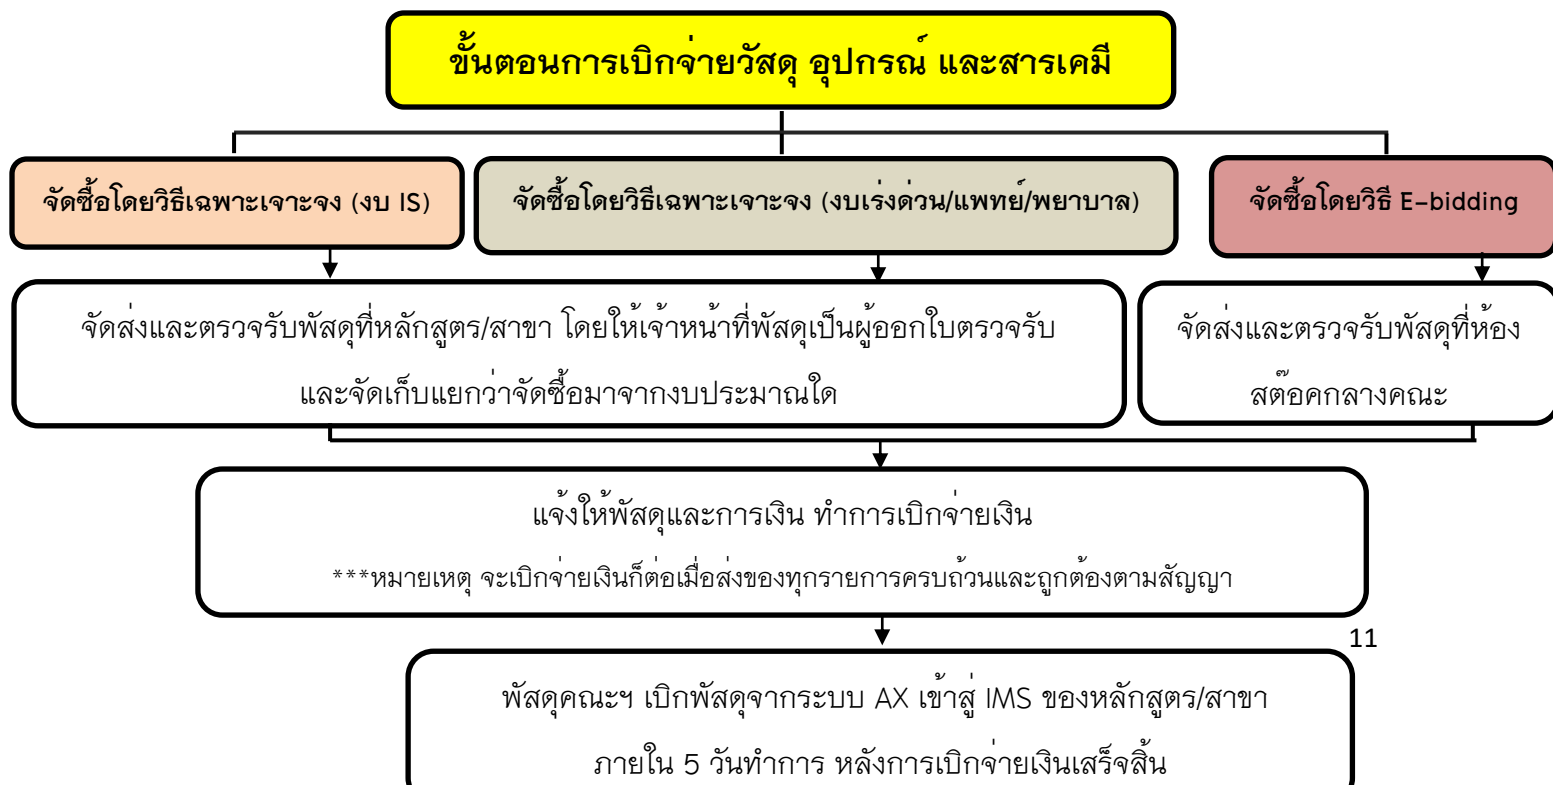 ขั้นตอนการเบิกจ่ายวัสดุ อุปกรณ์ และสารเคมี
จัดซื้อโดยวิธีเฉพาะเจาะจง (งบ IS)
จัดซื้อโดยวิธีเฉพาะเจาะจง (งบเร่งด่วน/แพทย์/พยาบาล)
จัดซื้อโดยวิธี E-bidding
จัดส่งและตรวจรับพัสดุที่หลักสูตร/สาขา โดยให้เจ้าหน้าที่พัสดุเป็นผู้ออกใบตรวจรับ
และจัดเก็บแยกว่าจัดซื้อมาจากงบประมาณใด
จัดส่งและตรวจรับพัสดุที่ห้อง
สต๊อคกลางคณะ
แจ้งให้พัสดุและการเงิน ทำการเบิกจ่ายเงิน
***หมายเหตุ จะเบิกจ่ายเงินก็ต่อเมื่อส่งของทุกรายการครบถ้วนและถูกต้องตามสัญญา
11
พัสดุคณะฯ เบิกพัสดุจากระบบ AX เข้าสู่ IMS ของหลักสูตร/สาขา
ภายใน 5 วันทำการ หลังการเบิกจ่ายเงินเสร็จสิ้น